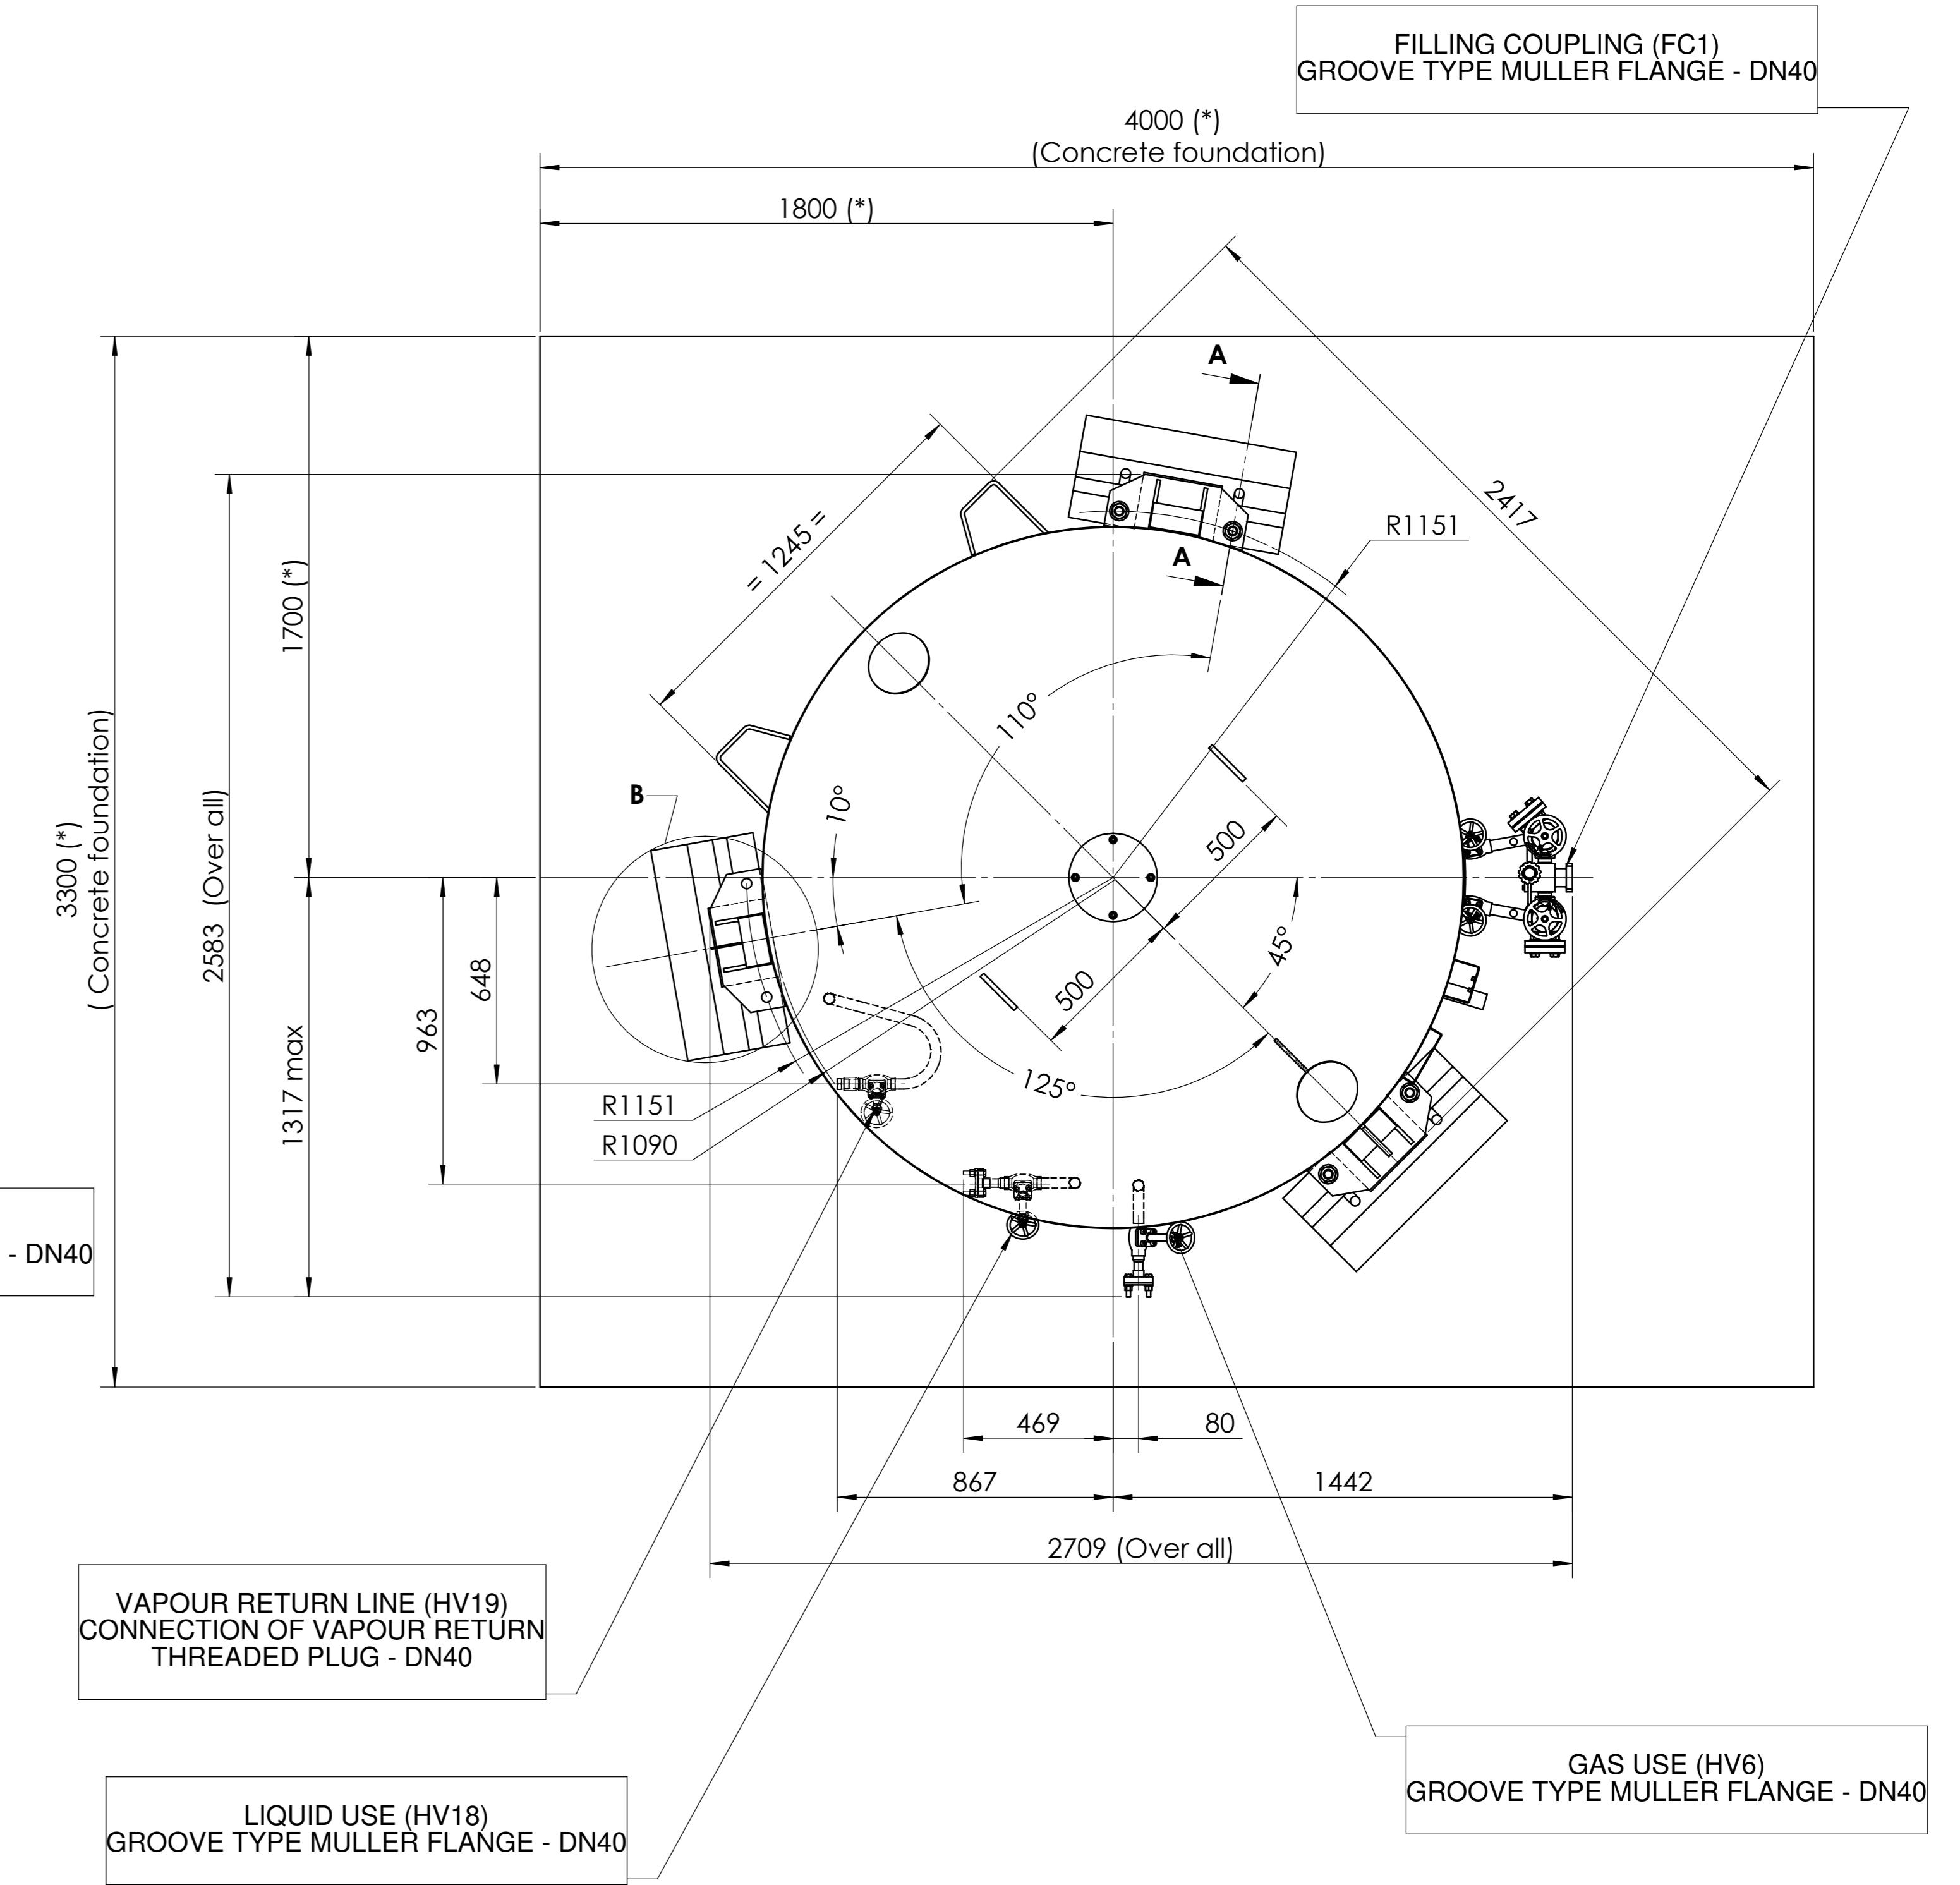 FILLING COUPLING (FC1)
GROOVE TYPE MULLER FLANGE - DN40
4000 (*)
(Concrete foundation)
1800 (*)
A
2417
R1151
= 1245 =
A
1700 (*)
110°
3300 (*)
( Concrete foundation)
2583 (Over all)
B
10°
500
45°
648
500
963
125°
1317 max
R1151
R1090
- DN40
469
80
867
1442
2709 (Over all)
VAPOUR RETURN LINE (HV19)
CONNECTION OF VAPOUR RETURN
THREADED PLUG - DN40
GAS USE (HV6)
GROOVE TYPE MULLER FLANGE - DN40
LIQUID USE (HV18)
GROOVE TYPE MULLER FLANGE - DN40